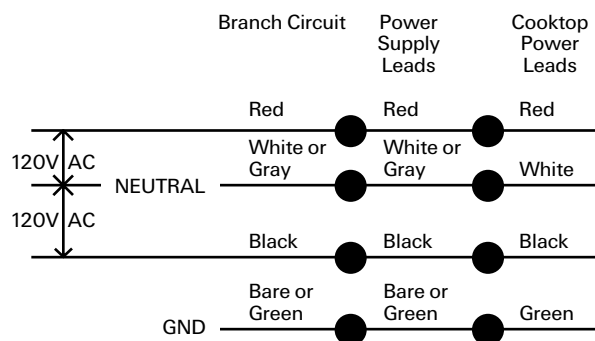 Branch Circuit
Power
Supply
Leads
Cooktop
Power
Leads
Red
Red
Red
White or
Gray
White or
Gray
White
120V AC
NEUTRAL
120V AC
Black
Black
Black
Bare or
Green
Bare or
Green
Green
GND